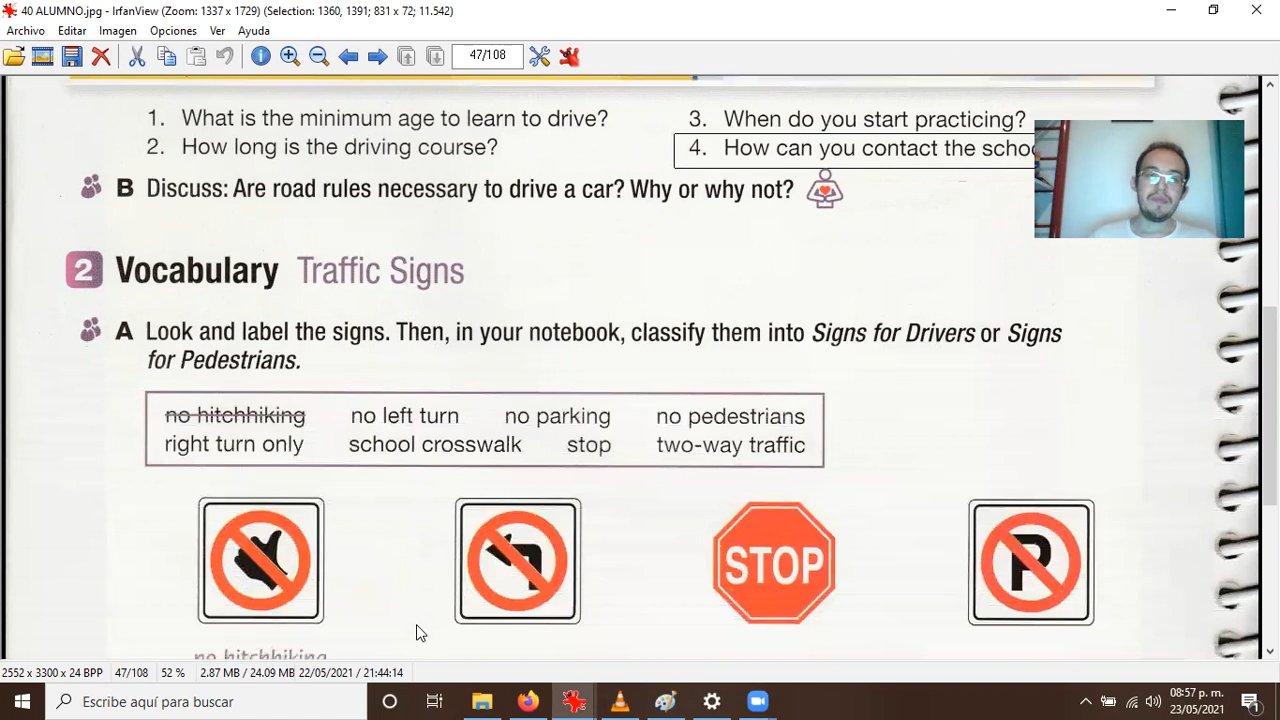 40 ALUMNO.jpg - IrfanView (Zoom: 1337 x 1729) (Selection: 1360, 1391; 831 x 72; 11.542)
Archivo Editar Imagen Opciones Ver Ayuda
47/108
1. What is the minimum age to learn to drive?
2. How long is the driving course?
3. When do you start practicing?
4. How can you contact the schoo
B Discuss: Are road rules necessary to drive a car? Why or why not?
2 Vocabulary Traffic Signs
A Look and label the signs. Then, in your notebook, classify them into Signs for Drivers or Signs
for Pedestrians.
no hitchhiking no left turn no parking no pedestrians
right turn only school crosswalk stop two-way traffic
STOP
P
no hitchhiking
2552 x 3300 x 24 BPP 47/108 52 % 2.87 MB / 24.09 MB 22/05/2021 / 21:44:14
Escribe aquí para buscar
08:57 p. m.
23/05/2021
1